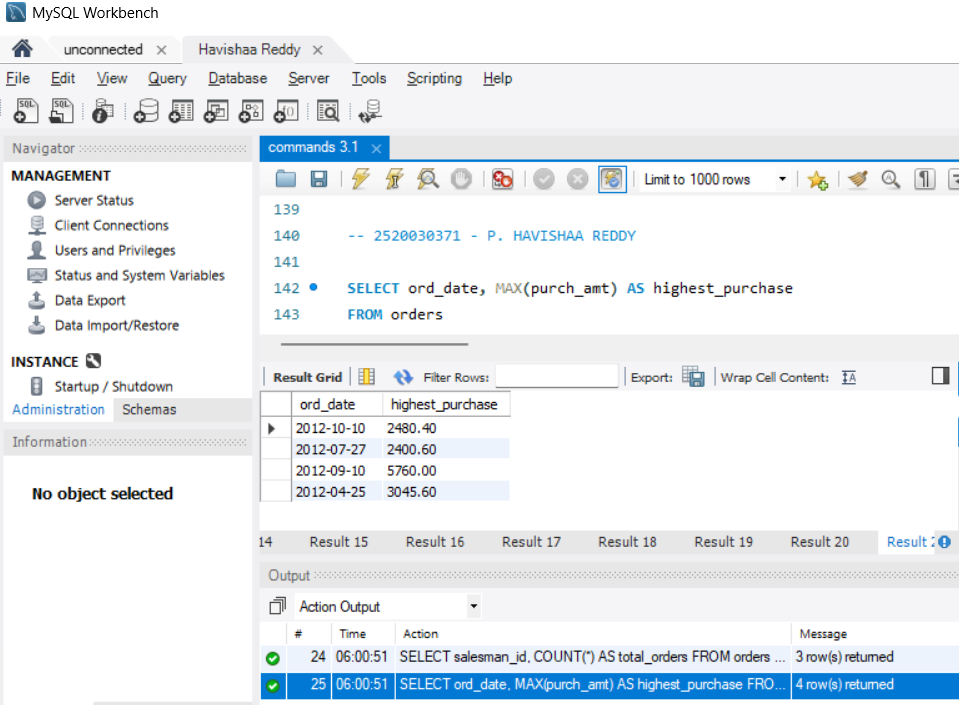 MySQL Workbench
unconnected
Havishaa Reddy
File Edit View Query Database Server Tools Scripting Help
Navigator
MANAGEMENT
Server Status
Client Connections
Users and Privileges
Status and System Variables
Data Export
Data Import/Restore
INSTANCE
Startup / Shutdown
Administration Schemas
Information
No object selected
commands 3.1
Limit to 1000 rows
139
140 -- 2520030371 - P. HAVISHAA REDDY
141
142 SELECT ord_date, MAX(purch_amt) AS highest_purchase
143 FROM orders
Result Grid Filter Rows: Export: Wrap Cell Content: IA
ord_date highest_purchase
2012-10-10 2480.40
2012-07-27 2400.60
2012-09-10 5760.00
2012-04-25 3045.60
14 Result 15 Result 16 Result 17 Result 18 Result 19 Result 20 Result
Output
Action Output
# Time Action Message
24 06:00:51 SELECT salesman_id, COUNT(*) AS total_orders FROM orders ... 3 row(s) returned
25 06:00:51 SELECT ord_date, MAX(purch_amt) AS highest_purchase FRO... 4 row(s) returned